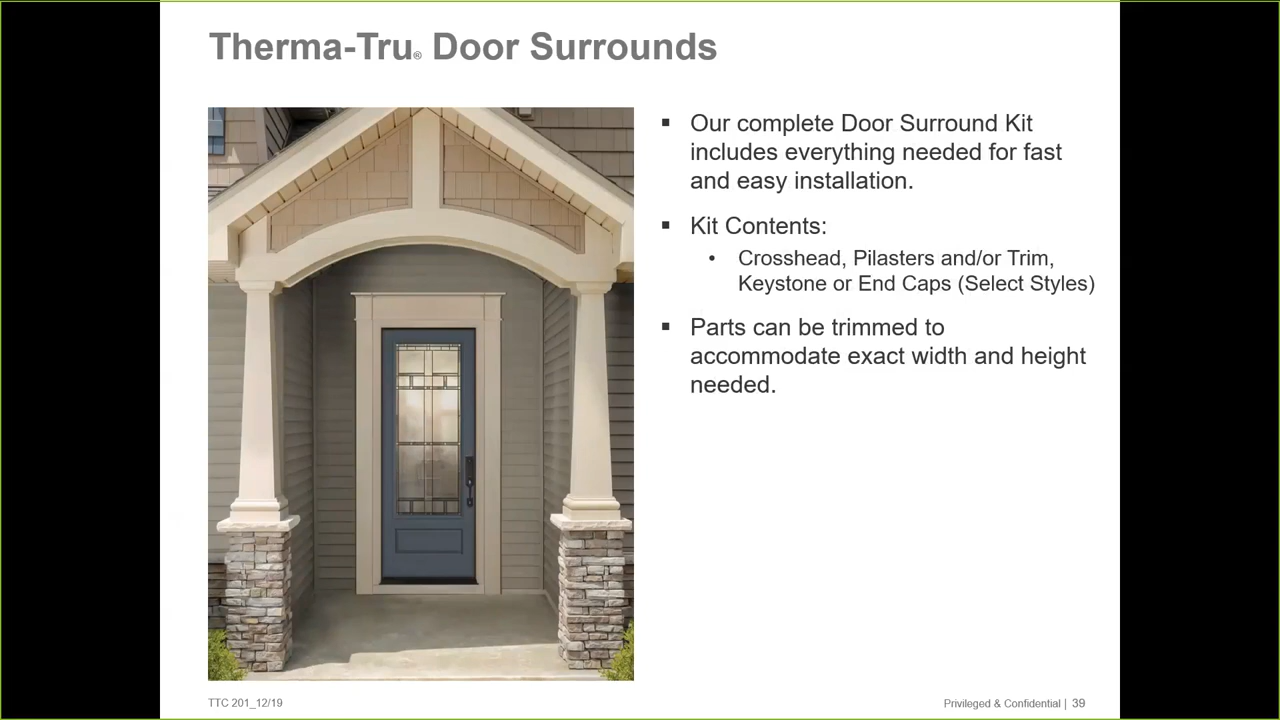 Therma-Tru® Door Surrounds
▪ Our complete Door Surround Kit
includes everything needed for fast
and easy installation.
▪ Kit Contents:
• Crosshead, Pilasters and/or Trim,
Keystone or End Caps (Select Styles)
▪ Parts can be trimmed to
accommodate exact width and height
needed.
TTC 201_12/19
Privileged & Confidential | 39